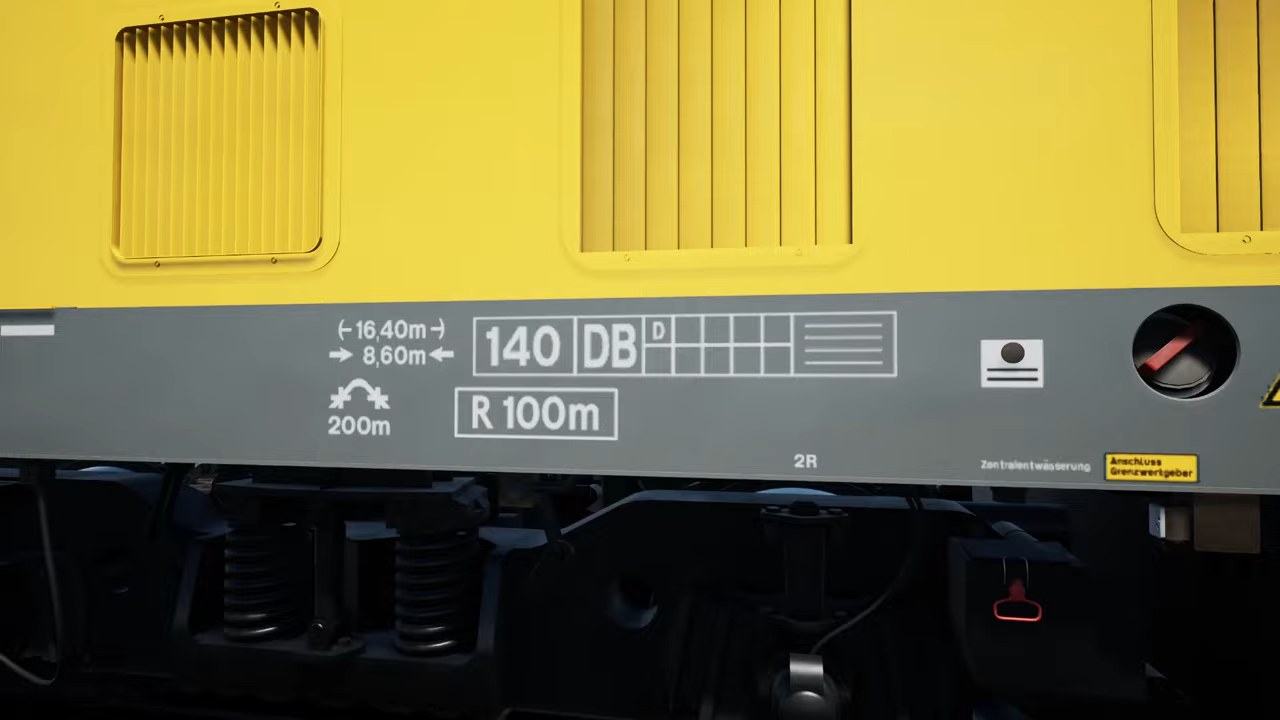 (-16,40m-)
→ 8,60m←
200m
140 DB D
R 100m
2R
Zentralentwässerung
Anschluss
Grenzwertgeber